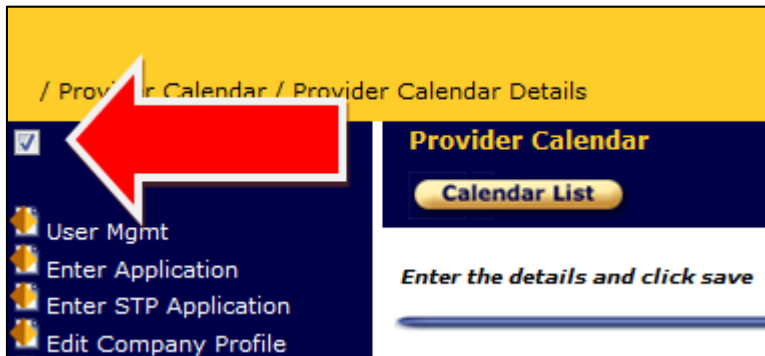 / Provider Calendar / Provider Calendar Details
Provider Calendar
Calendar List
User Mgmt
Enter Application
Enter STP Application
Edit Company Profile
Enter the details and click save